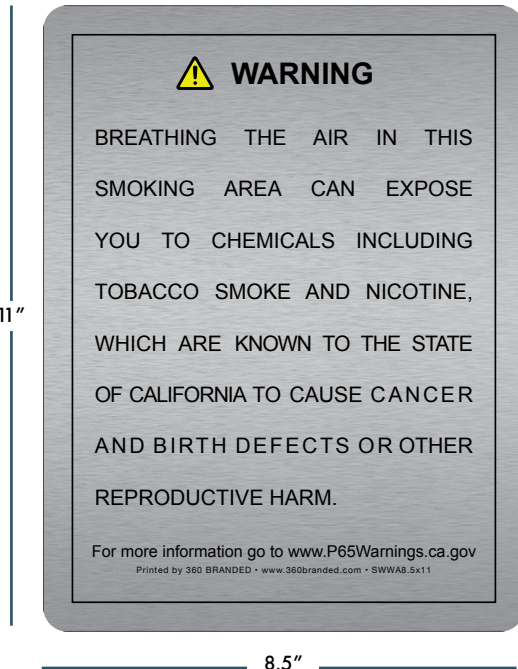 WARNING
BREATHING THE AIR IN THIS
SMOKING AREA CAN EXPOSE
YOU TO CHEMICALS INCLUDING
TOBACCO SMOKE AND NICOTINE,
WHICH ARE KNOWN TO THE STATE
OF CALIFORNIA TO CAUSE CANCER
AND BIRTH DEFECTS OR OTHER
REPRODUCTIVE HARM.
For more information go to www.P65Warnings.ca.gov
Printed by 360 BRANDED • www.360branded.com • SWWA8.5x11
11"
8.5"